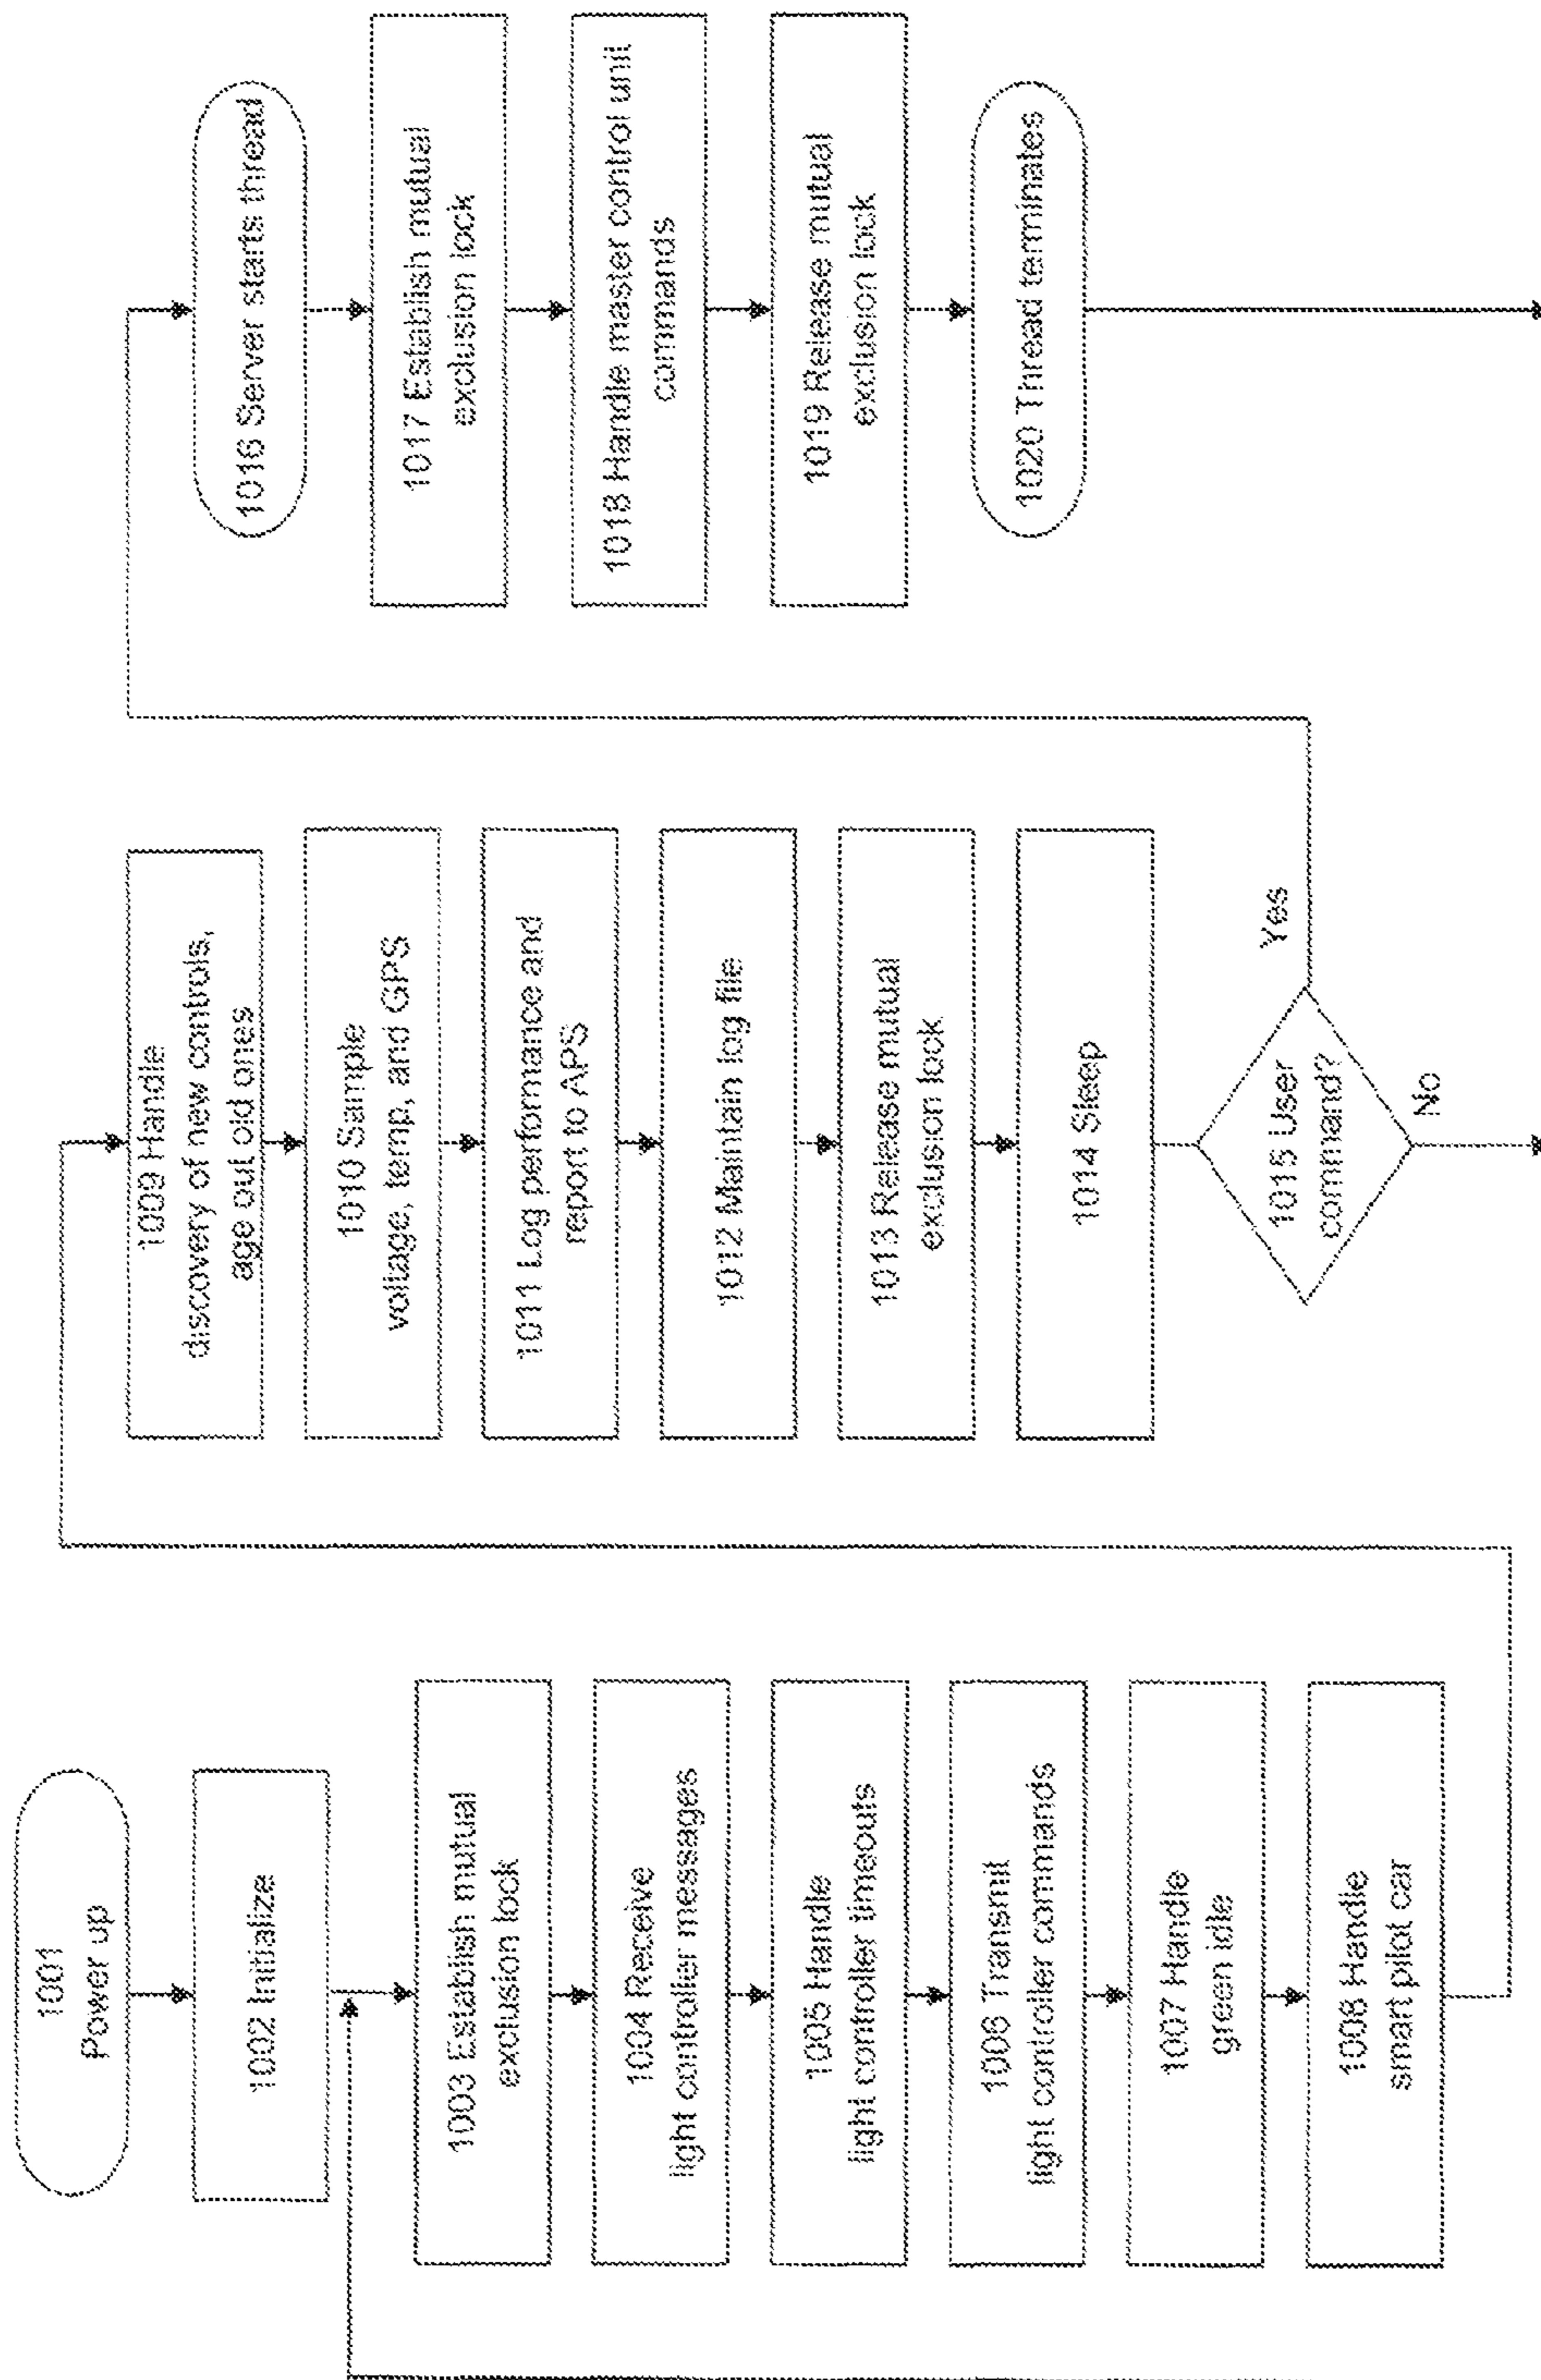 1001
Power up
1002 Initialize
1003 Establish mutual
exclusion lock
1004 Receive
light controller messages
1005 Handle
light controller timeouts
1006 Transmit
light controller commands
1007 Handle
green idle
1008 Handle
smart pilot car
1009 Handle
discovery of new controls,
age out old ones
1010 Sample
voltage, temp, and GPS
1011 Log performance and
report to APS
1012 Maintain log file
1013 Release mutual
exclusion lock
1014 Sleep
1015 User
command?
Yes
No
1016 Server starts thread
1017 Establish mutual
exclusion lock
1018 Handle master control unit
commands
1019 Release mutual
exclusion lock
1020 Thread terminates